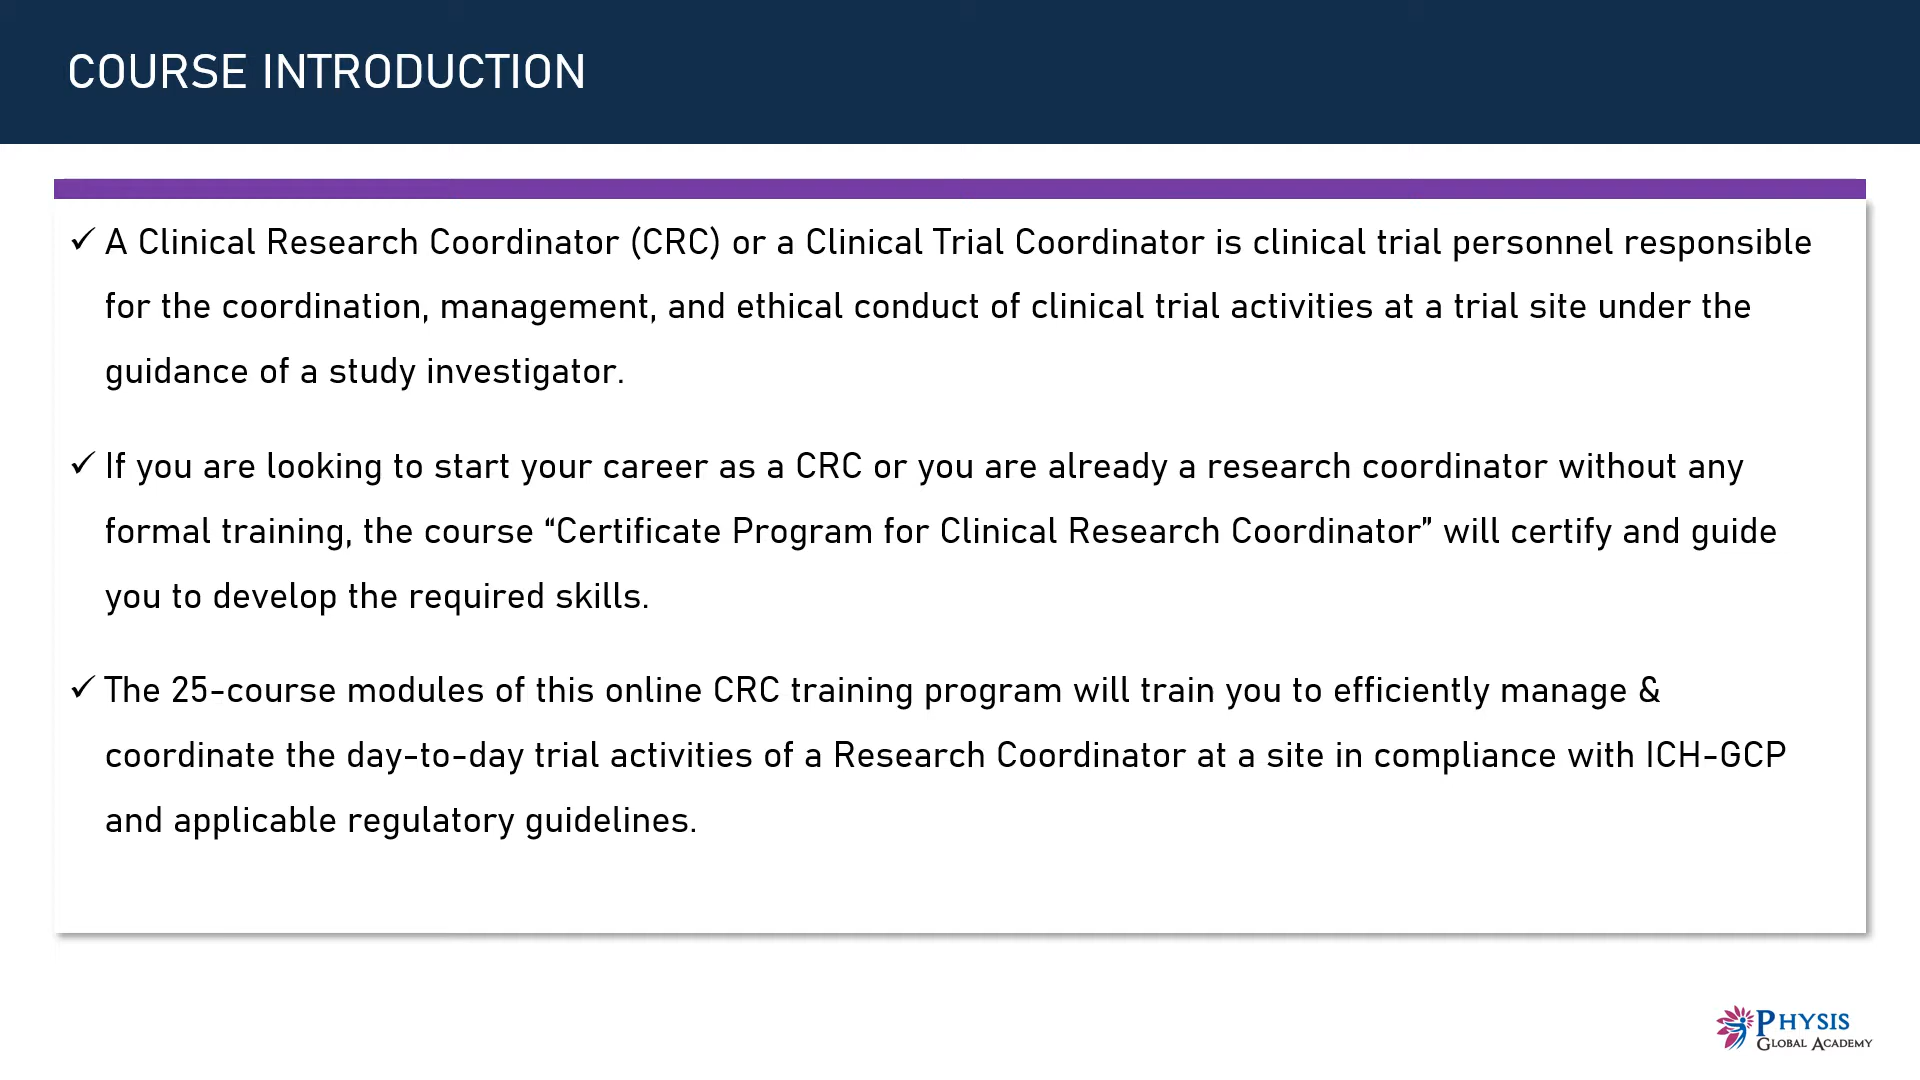 COURSE INTRODUCTION
✓ A Clinical Research Coordinator (CRC) or a Clinical Trial Coordinator is clinical trial personnel responsible
for the coordination, management, and ethical conduct of clinical trial activities at a trial site under the
guidance of a study investigator.
✓ If you are looking to start your career as a CRC or you are already a research coordinator without any
formal training, the course “Certificate Program for Clinical Research Coordinator” will certify and guide
you to develop the required skills.
✓ The 25-course modules of this online CRC training program will train you to efficiently manage &
coordinate the day-to-day trial activities of a Research Coordinator at a site in compliance with ICH-GCP
and applicable regulatory guidelines.
PHYSIS
GLOBAL ACADEMY